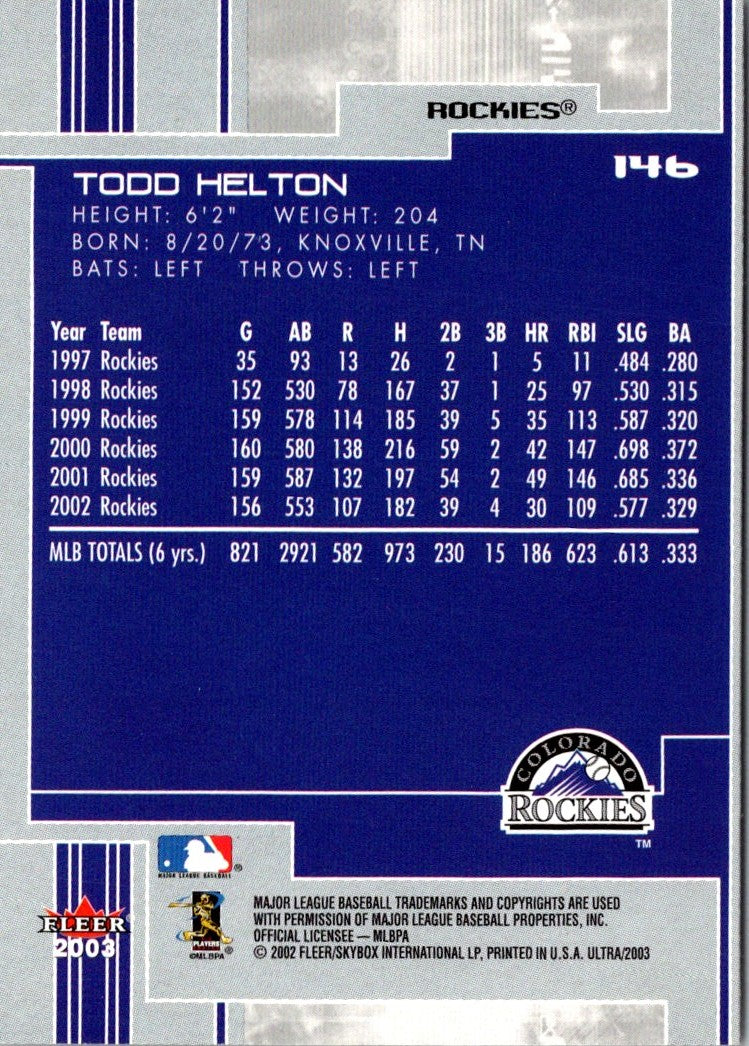 ROCKIES®
146
TODD HELTON
HEIGHT: 6'2" WEIGHT: 204
BORN: 8/20/73, KNOXVILLE, TN
BATS: LEFT THROWS: LEFT
Year Team G AB R H 2B 3B HR RBI SLG BA
1997 Rockies 35 93 13 26 2 1 5 11 .484 .280
1998 Rockies 152 530 78 167 37 1 25 97 .530 .315
1999 Rockies 159 578 114 185 39 5 35 113 .587 .320
2000 Rockies 160 580 138 216 59 2 42 147 .698 .372
2001 Rockies 159 587 132 197 54 2 49 146 .685 .336
2002 Rockies 156 553 107 182 39 4 30 109 .577 .329
MLB TOTALS (6 yrs.) 821 2921 582 973 230 15 186 623 .613 .333
COLORADO
ROCKIES
TM
MAJOR LEAGUE BASEBALL ®
PLAYERS ®
©MLBPA
FLEER ®
2003
MAJOR LEAGUE BASEBALL TRADEMARKS AND COPYRIGHTS ARE USED
WITH PERMISSION OF MAJOR LEAGUE BASEBALL PROPERTIES, INC.
OFFICIAL LICENSEE — MLBPA
© 2002 FLEER/SKYBOX INTERNATIONAL LP, PRINTED IN U.S.A. ULTRA/2003